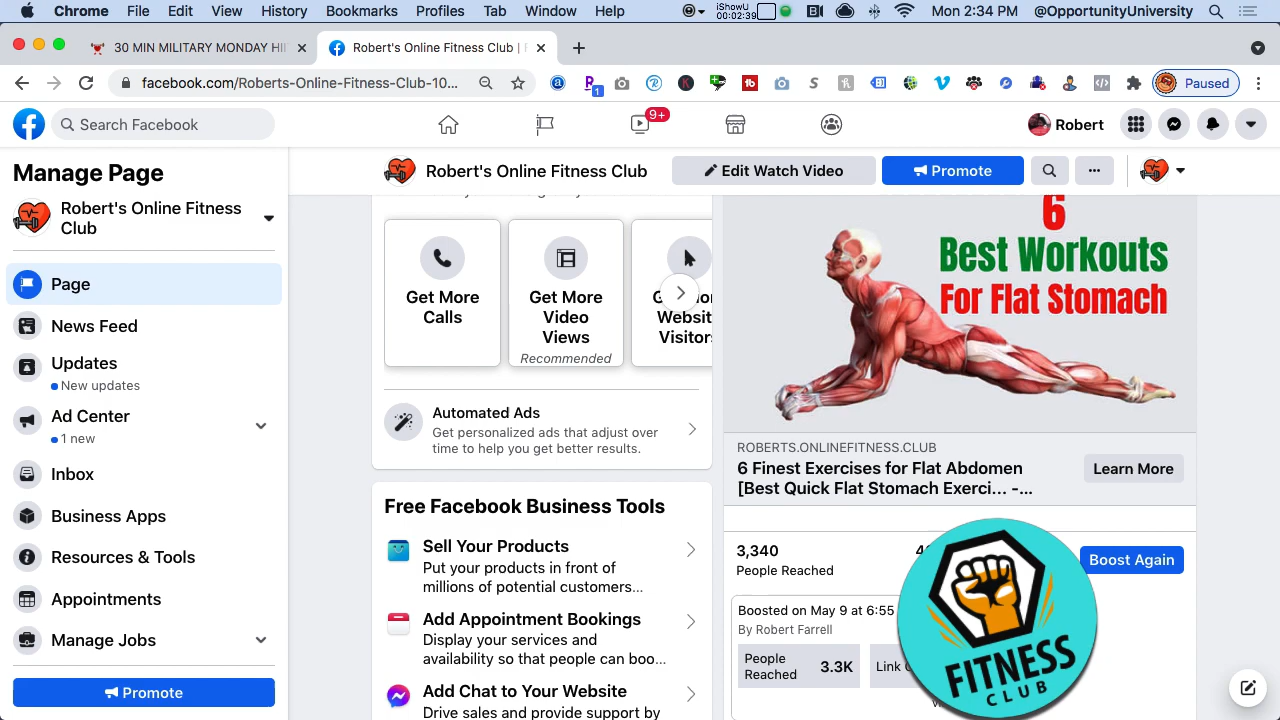 Chrome File Edit View History Bookmarks Profiles Tab Window Help
iShowU
00:02:39
Mon 2:34 PM @OpportunityUniversity
30 MIN MILITARY MONDAY HII
Robert's Online Fitness Club |
facebook.com/Roberts-Online-Fitness-Club-10...
1
Paused
Search Facebook
9+
Robert
Manage Page
Robert's Online Fitness
Club
Page
News Feed
Updates
New updates
Ad Center
1 new
Inbox
Business Apps
Resources & Tools
Appointments
Manage Jobs
Promote
Robert's Online Fitness Club
Edit Watch Video
Promote
Get More
Calls
Get More
Video
Views
Recommended
Automated Ads
Get personalized ads that adjust over
time to help you get better results.
Free Facebook Business Tools
Sell Your Products
Put your products in front of
millions of potential customers...
Add Appointment Bookings
Display your services and
availability so that people can boo...
Add Chat to Your Website
Drive sales and provide support by
6
Best Workouts
For Flat Stomach
ROBERTS.ONLINEFITNESS.CLUB
6 Finest Exercises for Flat Abdomen
[Best Quick Flat Stomach Exerci... -...
Learn More
3,340
People Reached
Boost Again
Boosted on May 9 at 6:55
By Robert Farrell
People
Reached
3.3K
Link
FITNESS
CLUB